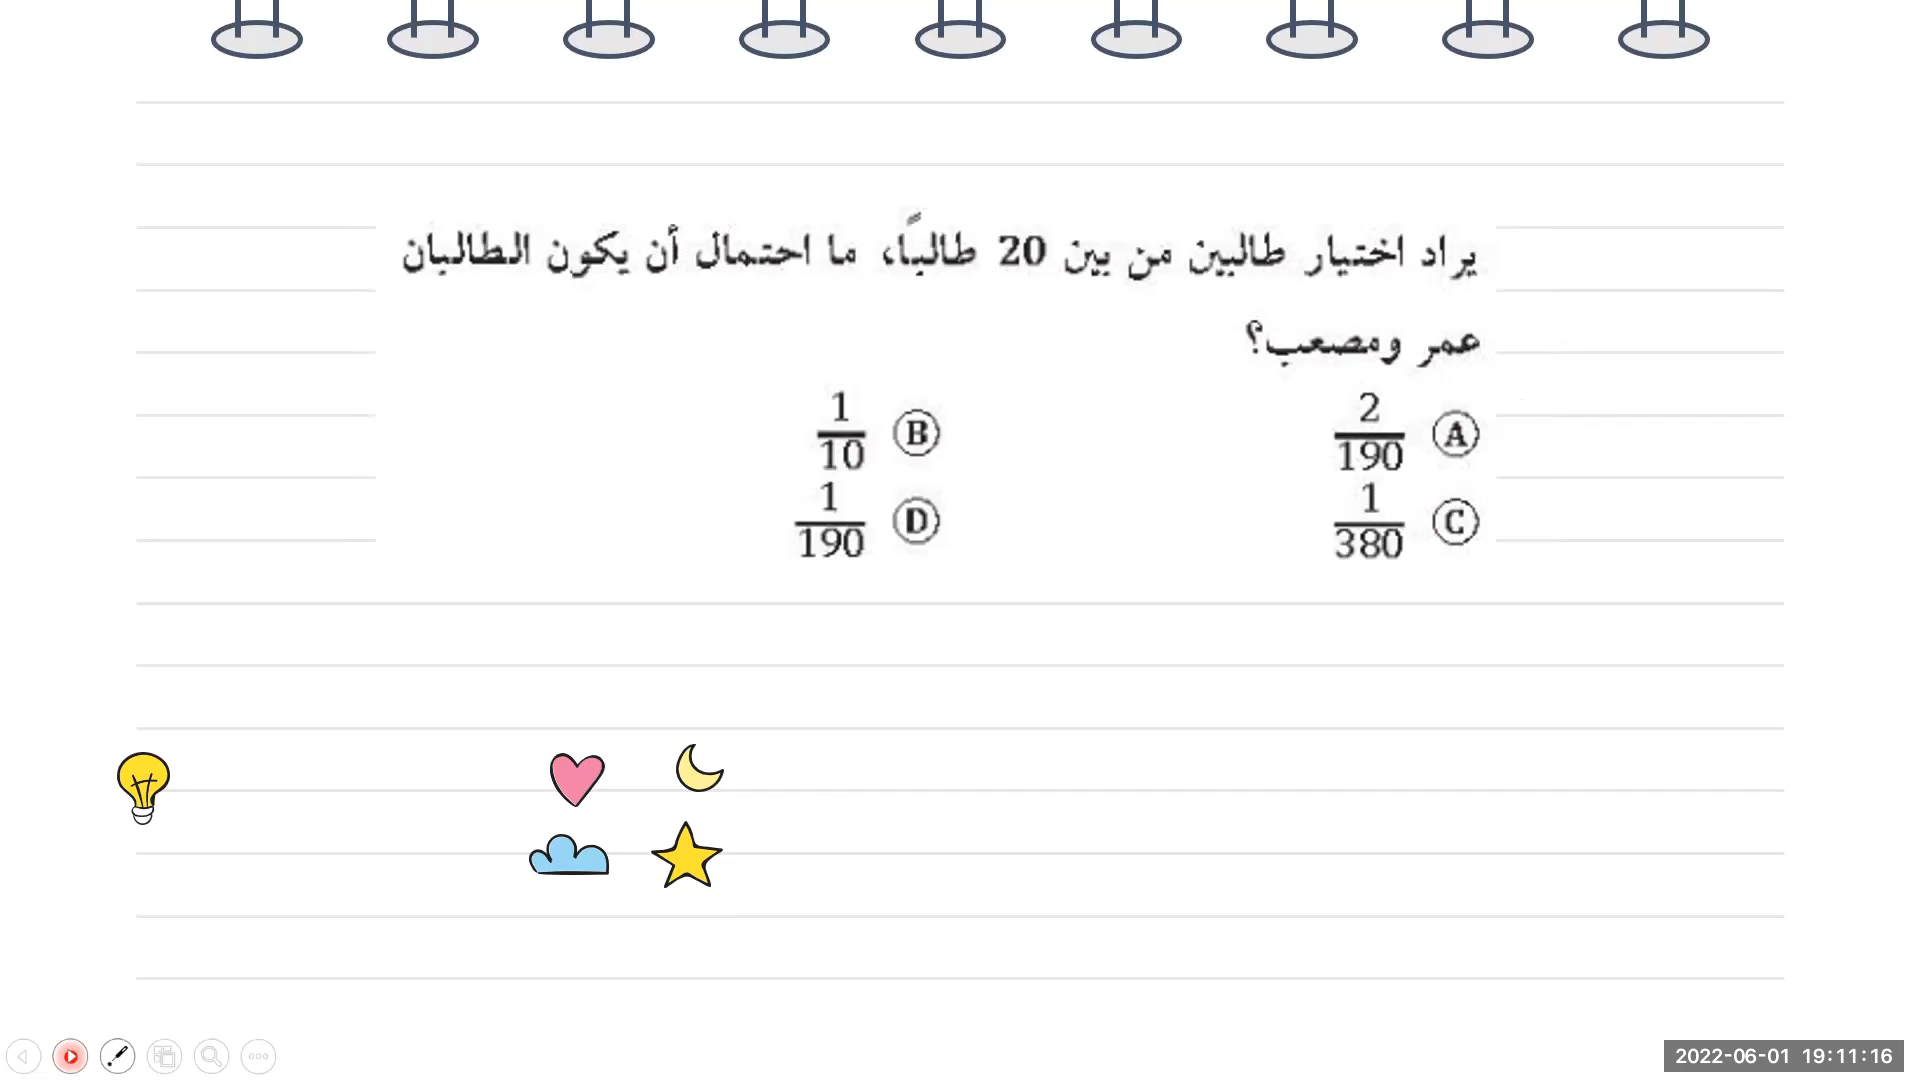 يراد اختيار طالبين من بين 20 طالبًا، ما احتمال أن يكون الطالبان
عمر ومصعب؟
A 2/190 B 1/10
C 1/380 D 1/190
2022-06-01 19:11:16